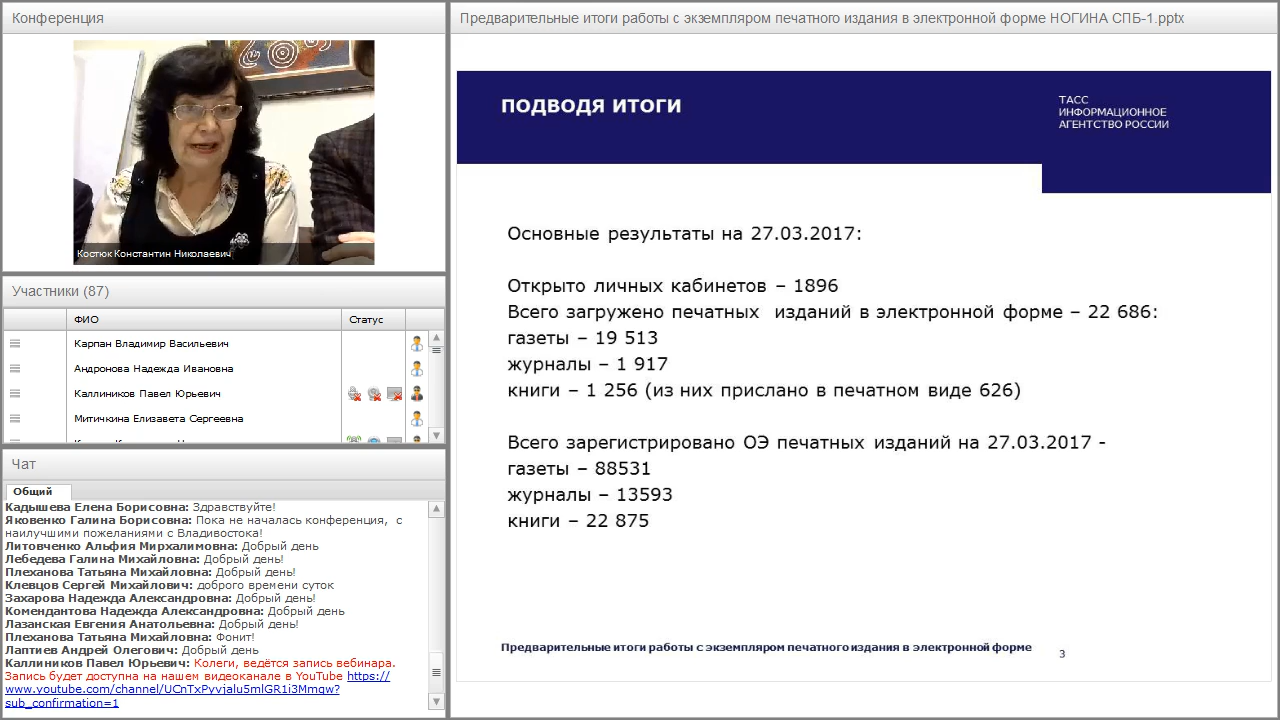 Конференция
Костюк Константин Николаевич
Участники (87)
ФИО Статус
Карпан Владимир Васильевич
Андронова Надежда Ивановна
Каллиников Павел Юрьевич
Митичкина Елизавета Сергеевна
Чат
Общий
Кадышева Елена Борисовна: Здравствуйте!
Яковенко Галина Борисовна: Пока не началась конференция, с
наилучшими пожеланиями с Владивостока!
Литовченко Альфия Мирхалимовна: Добрый день
Лебедева Галина Михайловна: Добрый день!
Плеханова Татьяна Михайловна: Добрый день!
Клевцов Сергей Михайлович: доброго времени суток
Захарова Надежда Александровна: Добрый день!
Комендантова Надежда Александровна: Добрый день
Лазанская Евгения Анатольевна: Добрый день!
Плеханова Татьяна Михайловна: Фонит!
Лаптиев Андрей Олегович: Добрый день
Каллиников Павел Юрьевич: Колеги, ведётся запись вебинара.
Запись будет доступна на нашем видеоканале в YouTube https://
www.youtube.com/channel/UCnTxPyvjalu5mlGR1i3Mmqw?
sub_confirmation=1
Предварительные итоги работы с экземпляром печатного издания в электронной форме НОГИНА СПБ-1.pptx
ПОДВОДЯ ИТОГИ
ТАСС
ИНФОРМАЦИОННОЕ
АГЕНТСТВО РОССИИ
Основные результаты на 27.03.2017:
Открыто личных кабинетов – 1896
Всего загружено печатных изданий в электронной форме – 22 686:
газеты – 19 513
журналы – 1 917
книги – 1 256 (из них прислано в печатном виде 626)
Всего зарегистрировано ОЭ печатных изданий на 27.03.2017 -
газеты – 88531
журналы – 13593
книги – 22 875
Предварительные итоги работы с экземпляром печатного издания в электронной форме
3